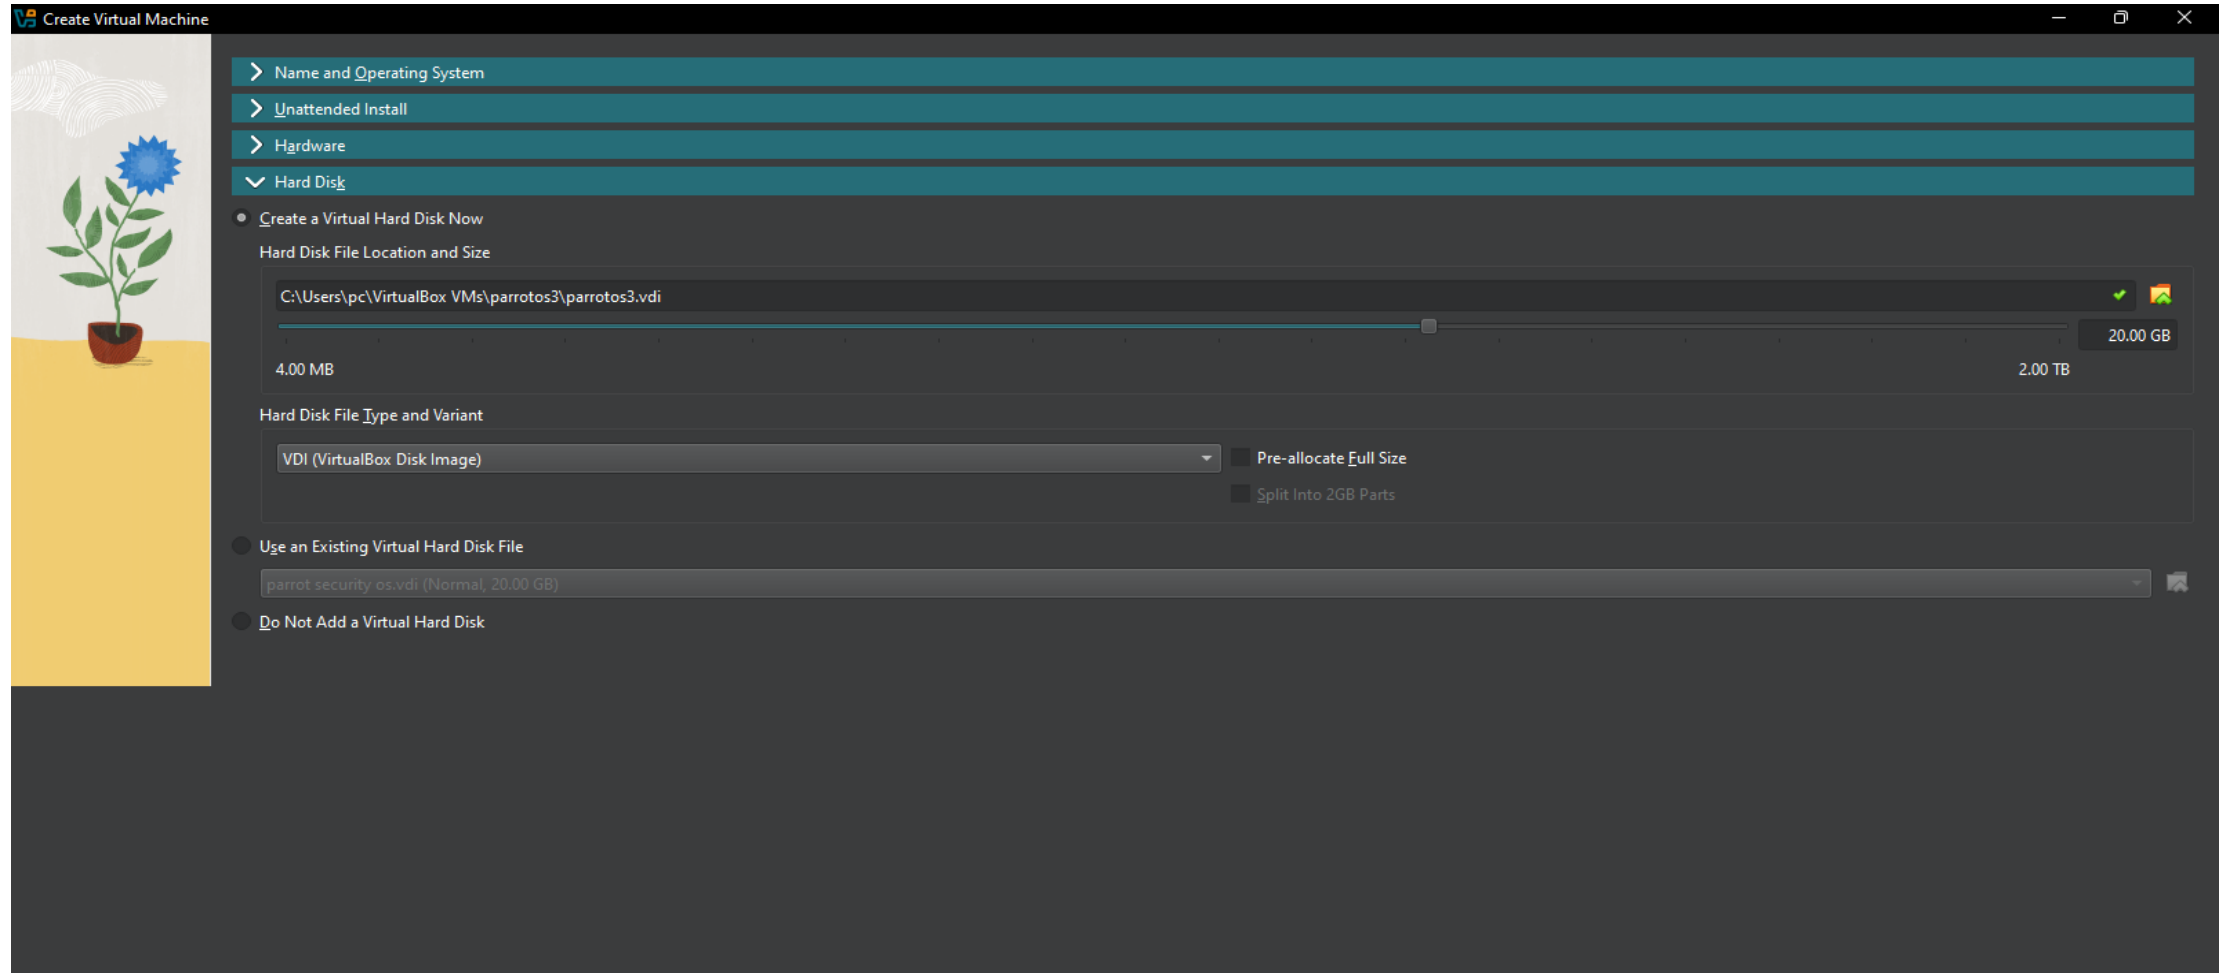 Create Virtual Machine
Name and Operating System
Unattended Install
Hardware
Hard Disk
Create a Virtual Hard Disk Now
Hard Disk File Location and Size
C:\Users\pc\VirtualBox VMs\parrotos3\parrotos3.vdi
20.00 GB
4.00 MB 2.00 TB
Hard Disk File Type and Variant
VDI (VirtualBox Disk Image) Pre-allocate Full Size
Split Into 2GB Parts
Use an Existing Virtual Hard Disk File
parrot security os.vdi (Normal, 20.00 GB)
Do Not Add a Virtual Hard Disk